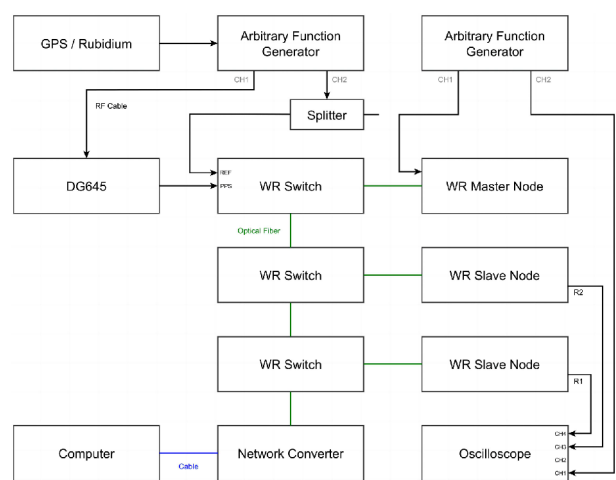 GPS / Rubidium
Arbitrary Function
Generator
Arbitrary Function
Generator
CH1
CH2
CH1
CH2
RF Cable
Splitter
DG645
REF
PPS
WR Switch
WR Master Node
Optical Fiber
WR Switch
WR Slave Node
R2
WR Switch
WR Slave Node
R1
Computer
Cable
Network Converter
Oscilloscope
CH4
CH3
CH2
CH1